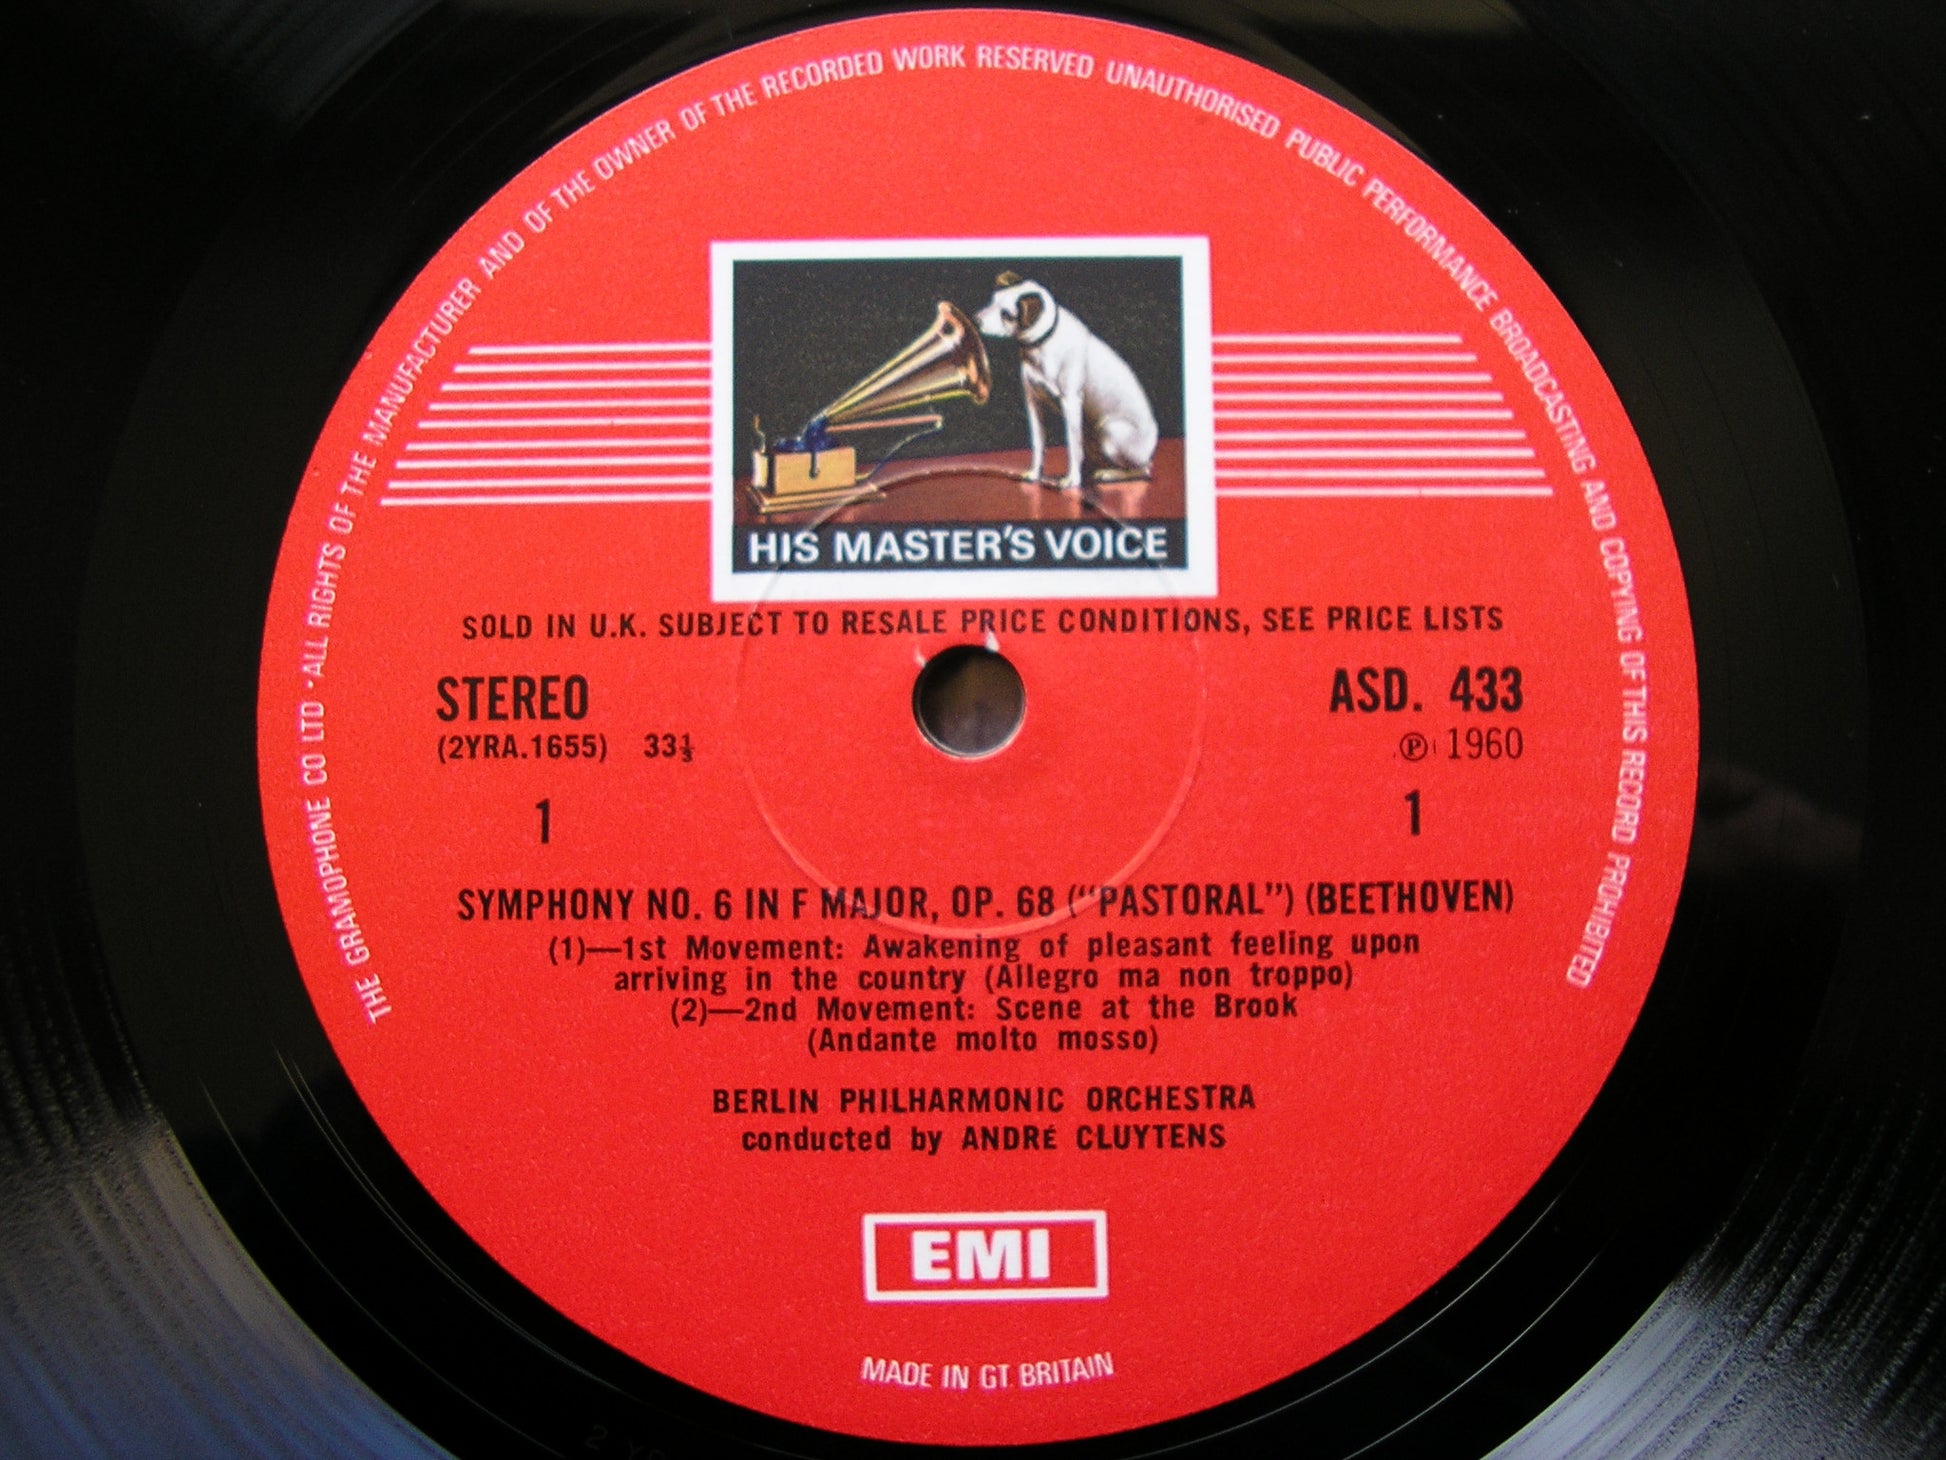 THE GRAMOPHONE CO LTD · ALL RIGHTS OF THE MANUFACTURER AND OF THE OWNER OF THE RECORDED WORK RESERVED UNAUTHORISED PUBLIC PERFORMANCE BROADCASTING AND COPYING OF THIS RECORD PROHIBITED
HIS MASTER'S VOICE
SOLD IN U.K. SUBJECT TO RESALE PRICE CONDITIONS, SEE PRICE LISTS
STEREO ASD. 433
(2YRA.1655) 33⅓ ℗ 1960
1 1
SYMPHONY NO. 6 IN F MAJOR, OP. 68 ("PASTORAL") (BEETHOVEN)
(1)—1st Movement: Awakening of pleasant feeling upon
arriving in the country (Allegro ma non troppo)
(2)—2nd Movement: Scene at the Brook
(Andante molto mosso)
BERLIN PHILHARMONIC ORCHESTRA
conducted by ANDRÉ CLUYTENS
EMI
MADE IN GT. BRITAIN